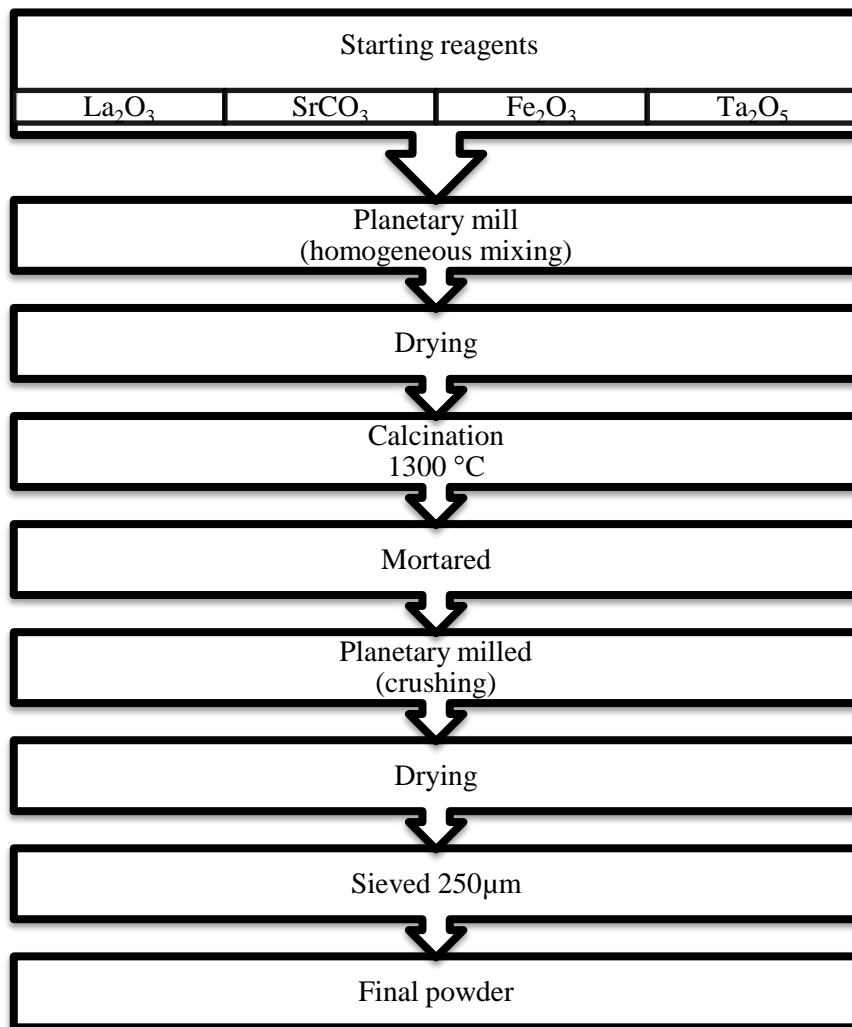 Starting reagents
La₂O₃ SrCO₃ Fe₂O₃ Ta₂O₅
Planetary mill
(homogeneous mixing)
Drying
Calcination
1300 °C
Mortared
Planetary milled
(crushing)
Drying
Sieved 250µm
Final powder